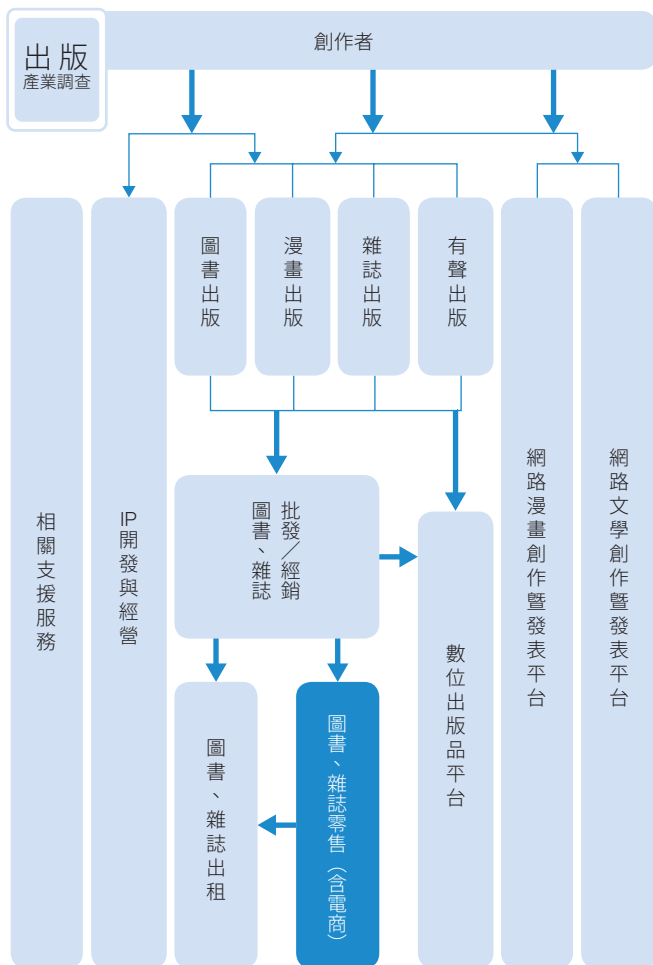 出版
產業調查
創作者
圖書出版
漫畫出版
雜誌出版
有聲出版
相關支援服務
IP開發與經營
批發／經銷
圖書、雜誌
數位出版品平台
網路漫畫創作暨發表平台
網路文學創作暨發表平台
圖書、雜誌出租
圖書、雜誌零售（含電商）